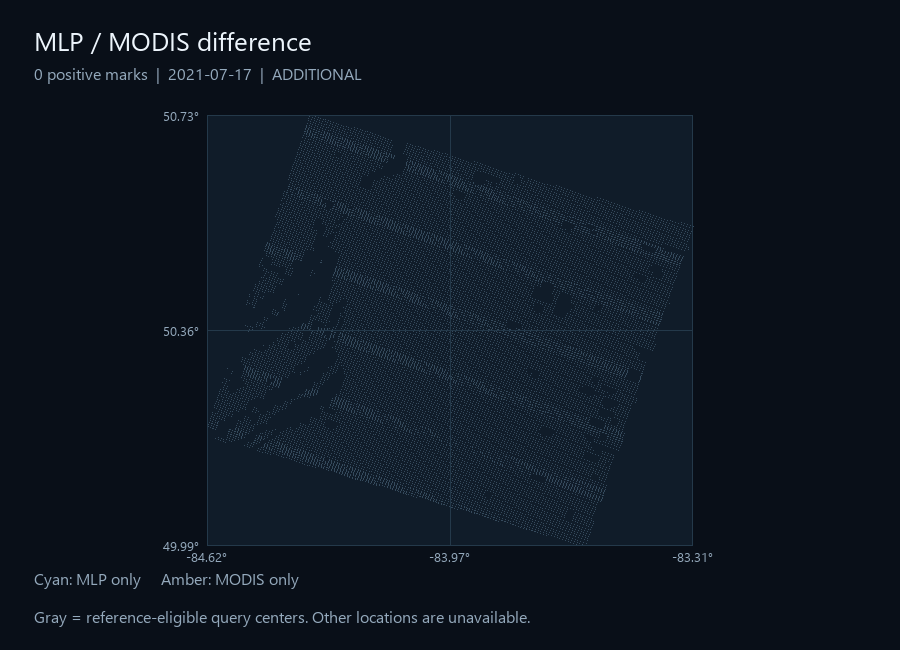 MLP / MODIS difference
0 positive marks | 2021-07-17 | ADDITIONAL
50.73°
50.36°
49.99°
-84.62° -83.97° -83.31°
Cyan: MLP only Amber: MODIS only
Gray = reference-eligible query centers. Other locations are unavailable.